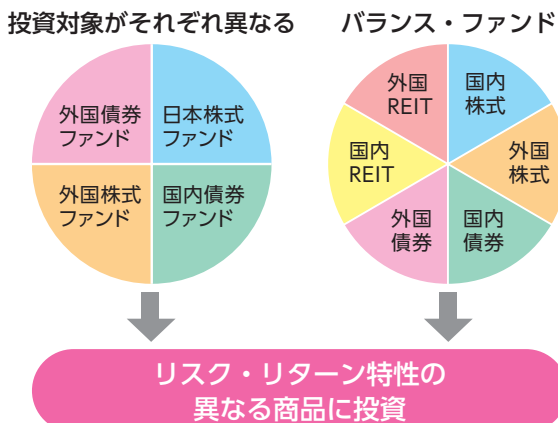 投資対象がそれぞれ異なる
外国債券
ファンド
日本株式
ファンド
外国株式
ファンド
国内債券
ファンド
バランス・ファンド
外国
REIT
国内
株式
国内
REIT
外国
株式
外国
債券
国内
債券
リスク・リターン特性の
異なる商品に投資